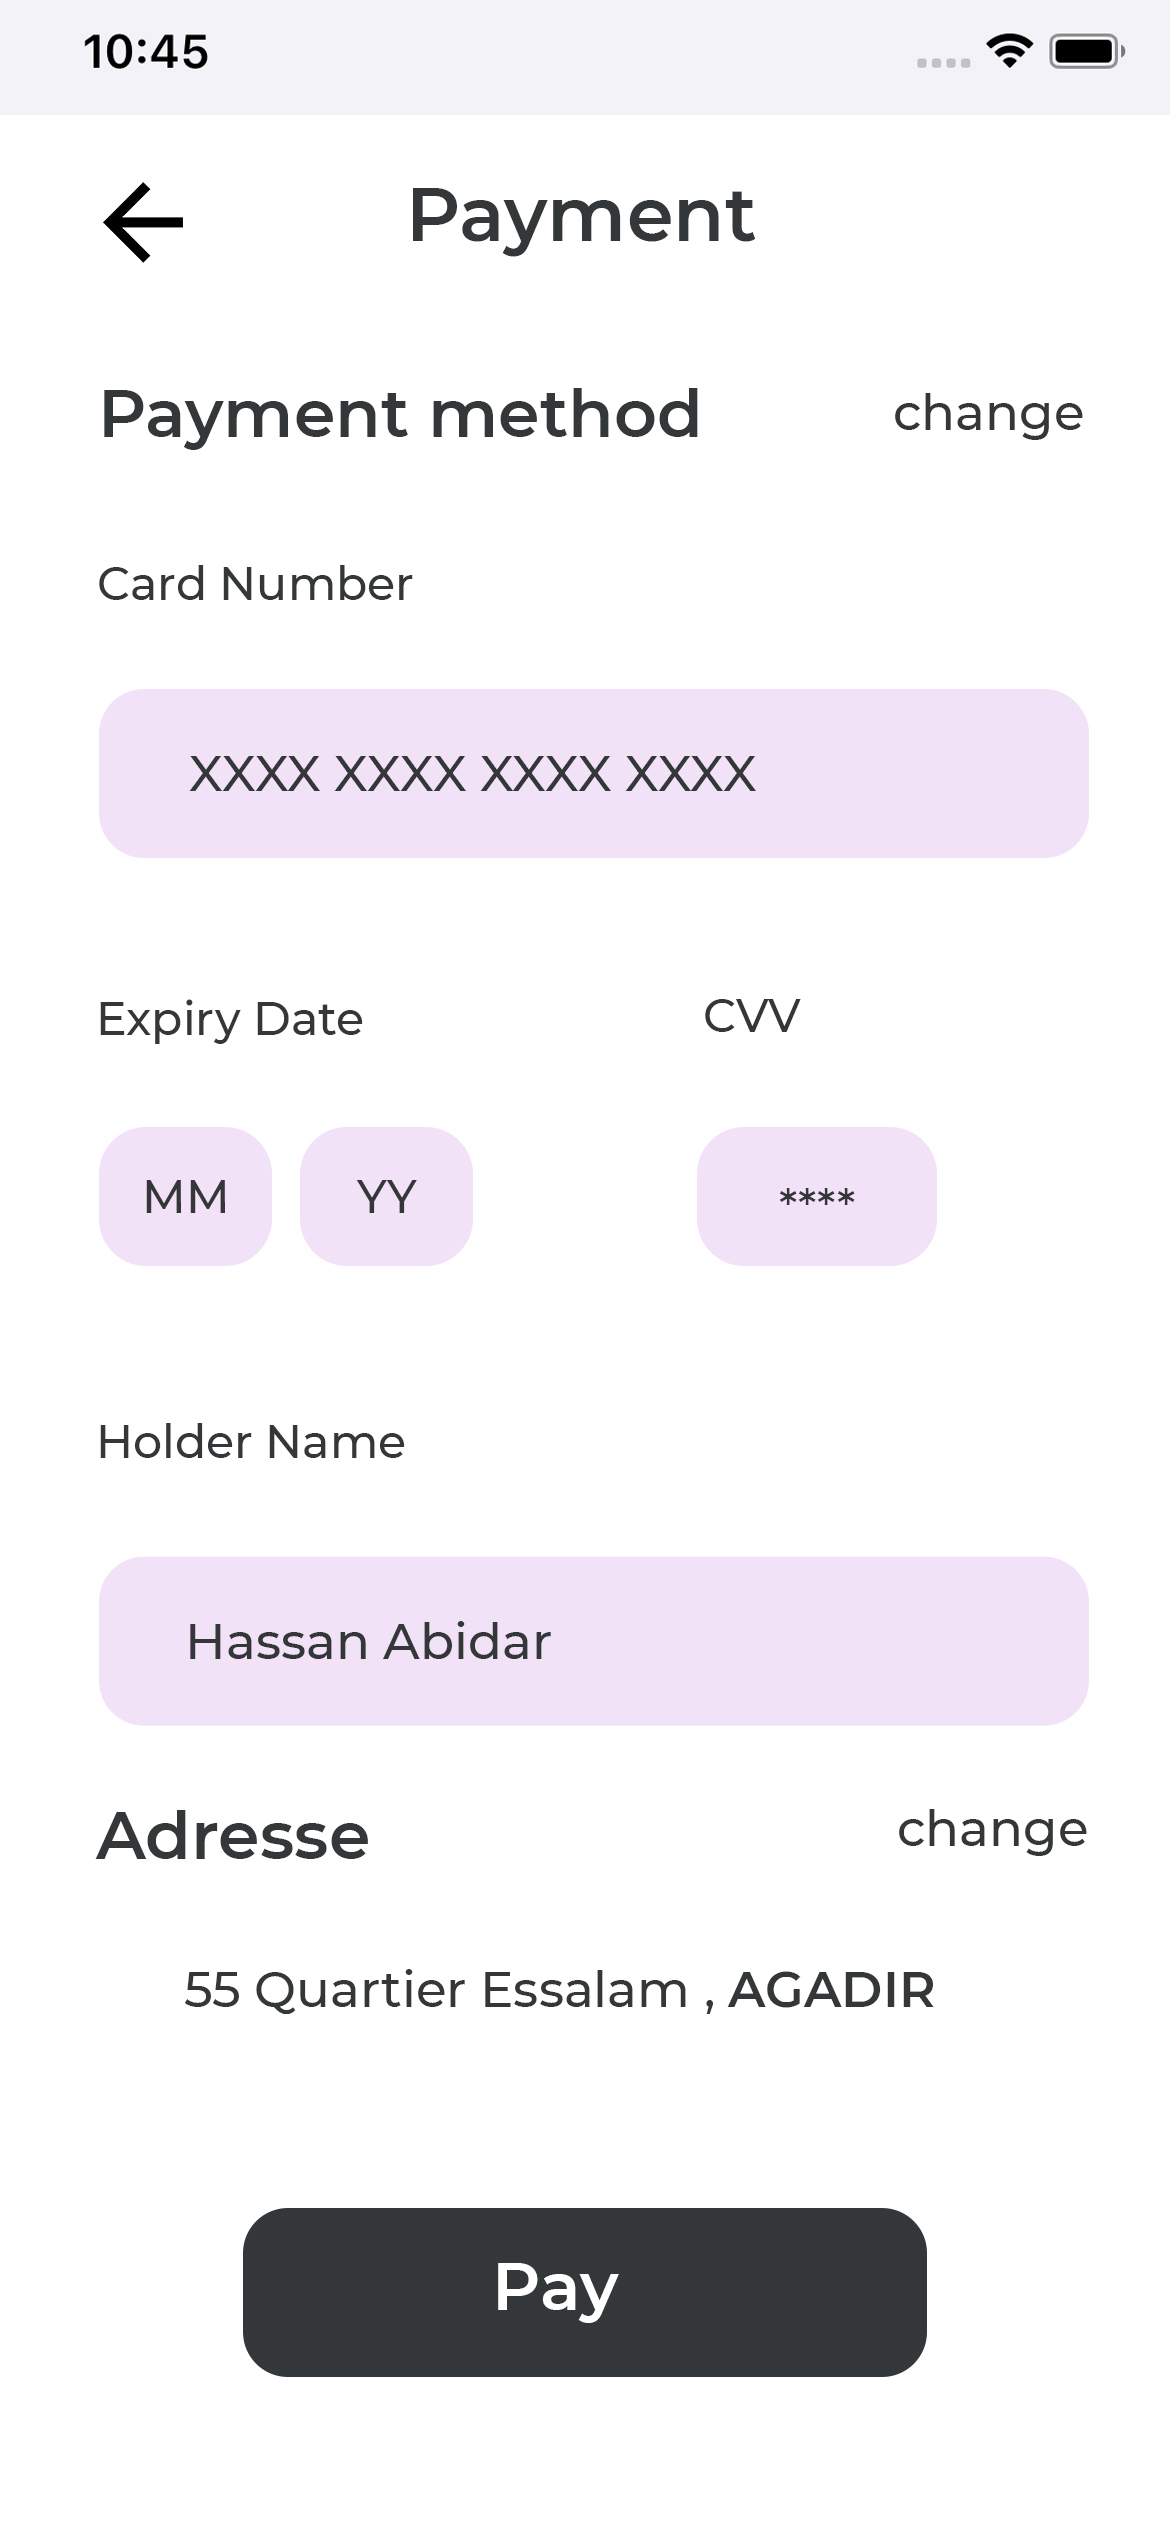 10:45
Payment
Payment method change
Card Number
XXXX XXXX XXXX XXXX
Expiry Date CVV
MM YY ****
Holder Name
Hassan Abidar
Adresse change
55 Quartier Essalam , AGADIR
Pay